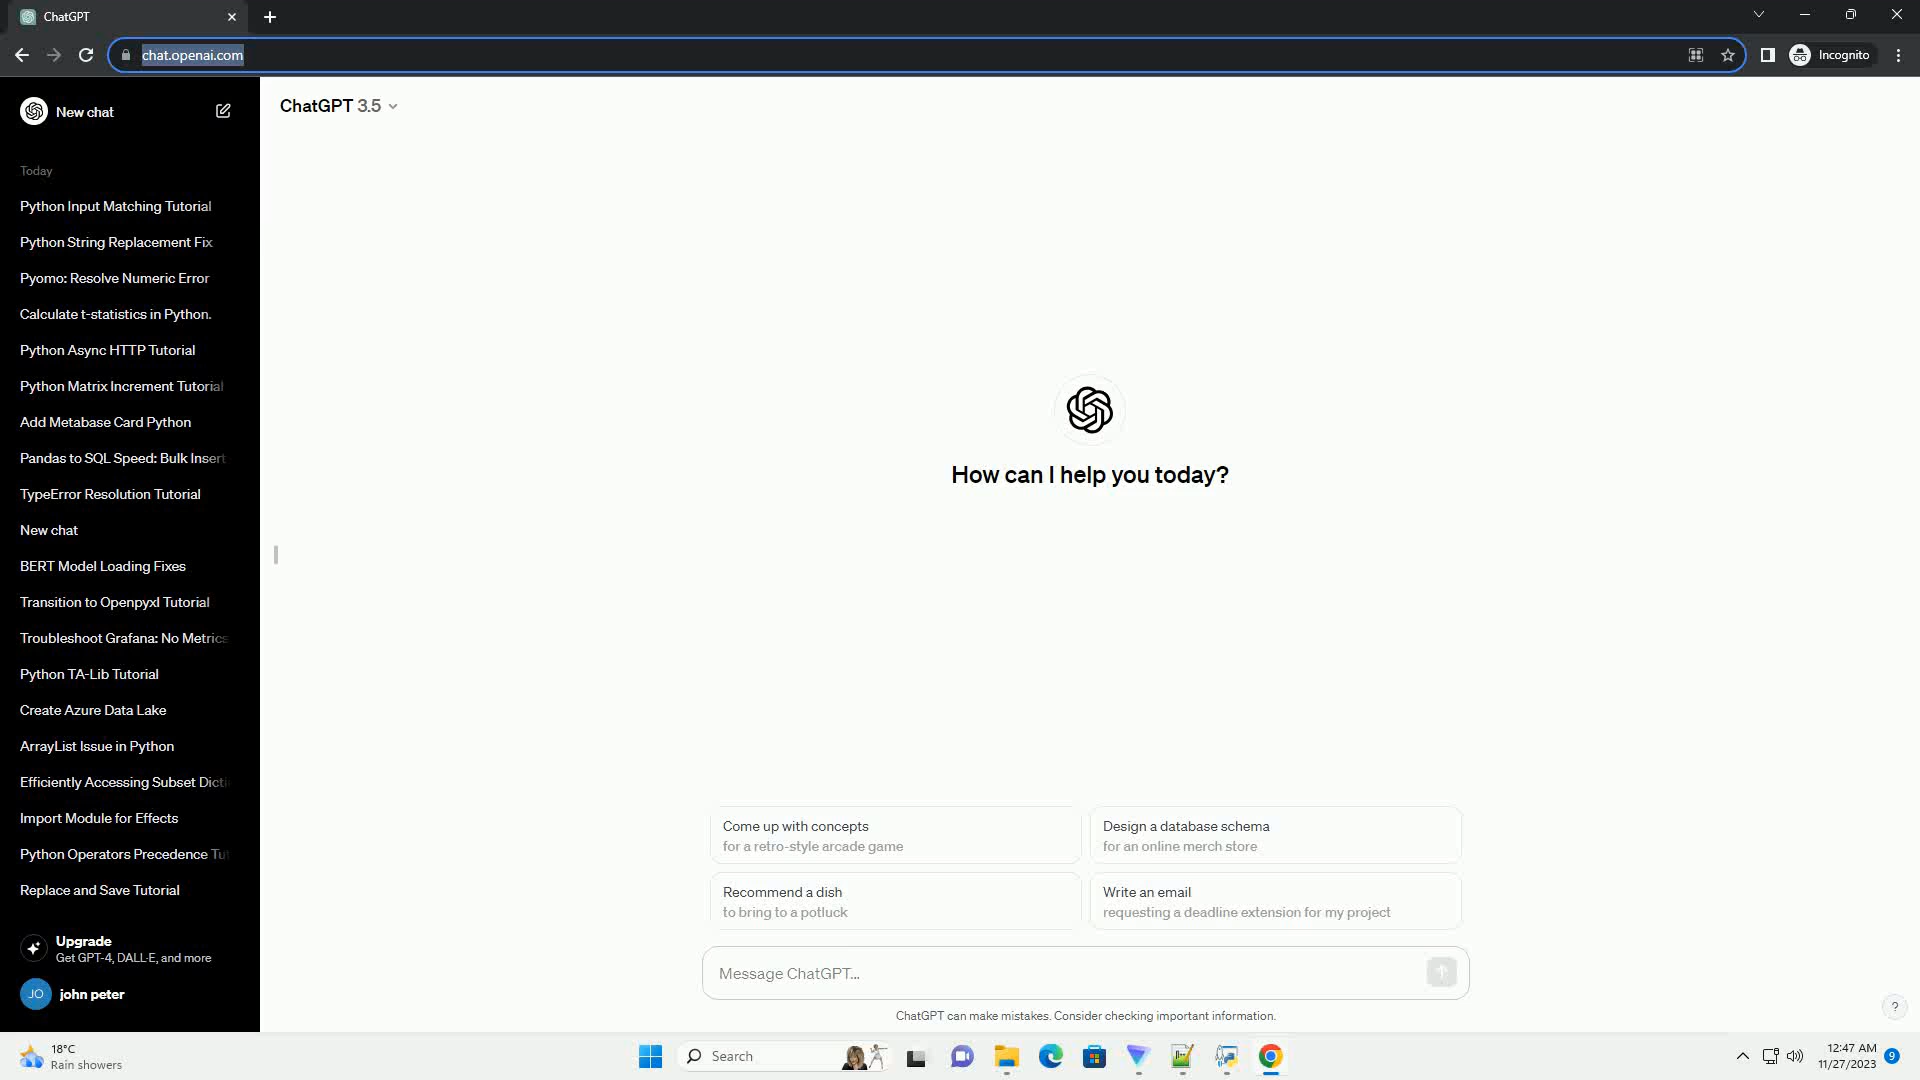 ChatGPT
chat.openai.com
Incognito
New chat
ChatGPT 3.5
Today
Python Input Matching Tutorial
Python String Replacement Fix
Pyomo: Resolve Numeric Error
Calculate t-statistics in Python.
Python Async HTTP Tutorial
Python Matrix Increment Tutorial
Add Metabase Card Python
Pandas to SQL Speed: Bulk Insert
TypeError Resolution Tutorial
New chat
BERT Model Loading Fixes
Transition to Openpyxl Tutorial
Troubleshoot Grafana: No Metrics
Python TA-Lib Tutorial
Create Azure Data Lake
ArrayList Issue in Python
Efficiently Accessing Subset Dicti
Import Module for Effects
Python Operators Precedence Tut
Replace and Save Tutorial
Upgrade
Get GPT-4, DALL·E, and more
JO john peter
How can I help you today?
Come up with concepts
for a retro-style arcade game
Design a database schema
for an online merch store
Recommend a dish
to bring to a potluck
Write an email
requesting a deadline extension for my project
Message ChatGPT...
ChatGPT can make mistakes. Consider checking important information.
?
18°C
Rain showers
Search
12:47 AM
11/27/2023
9